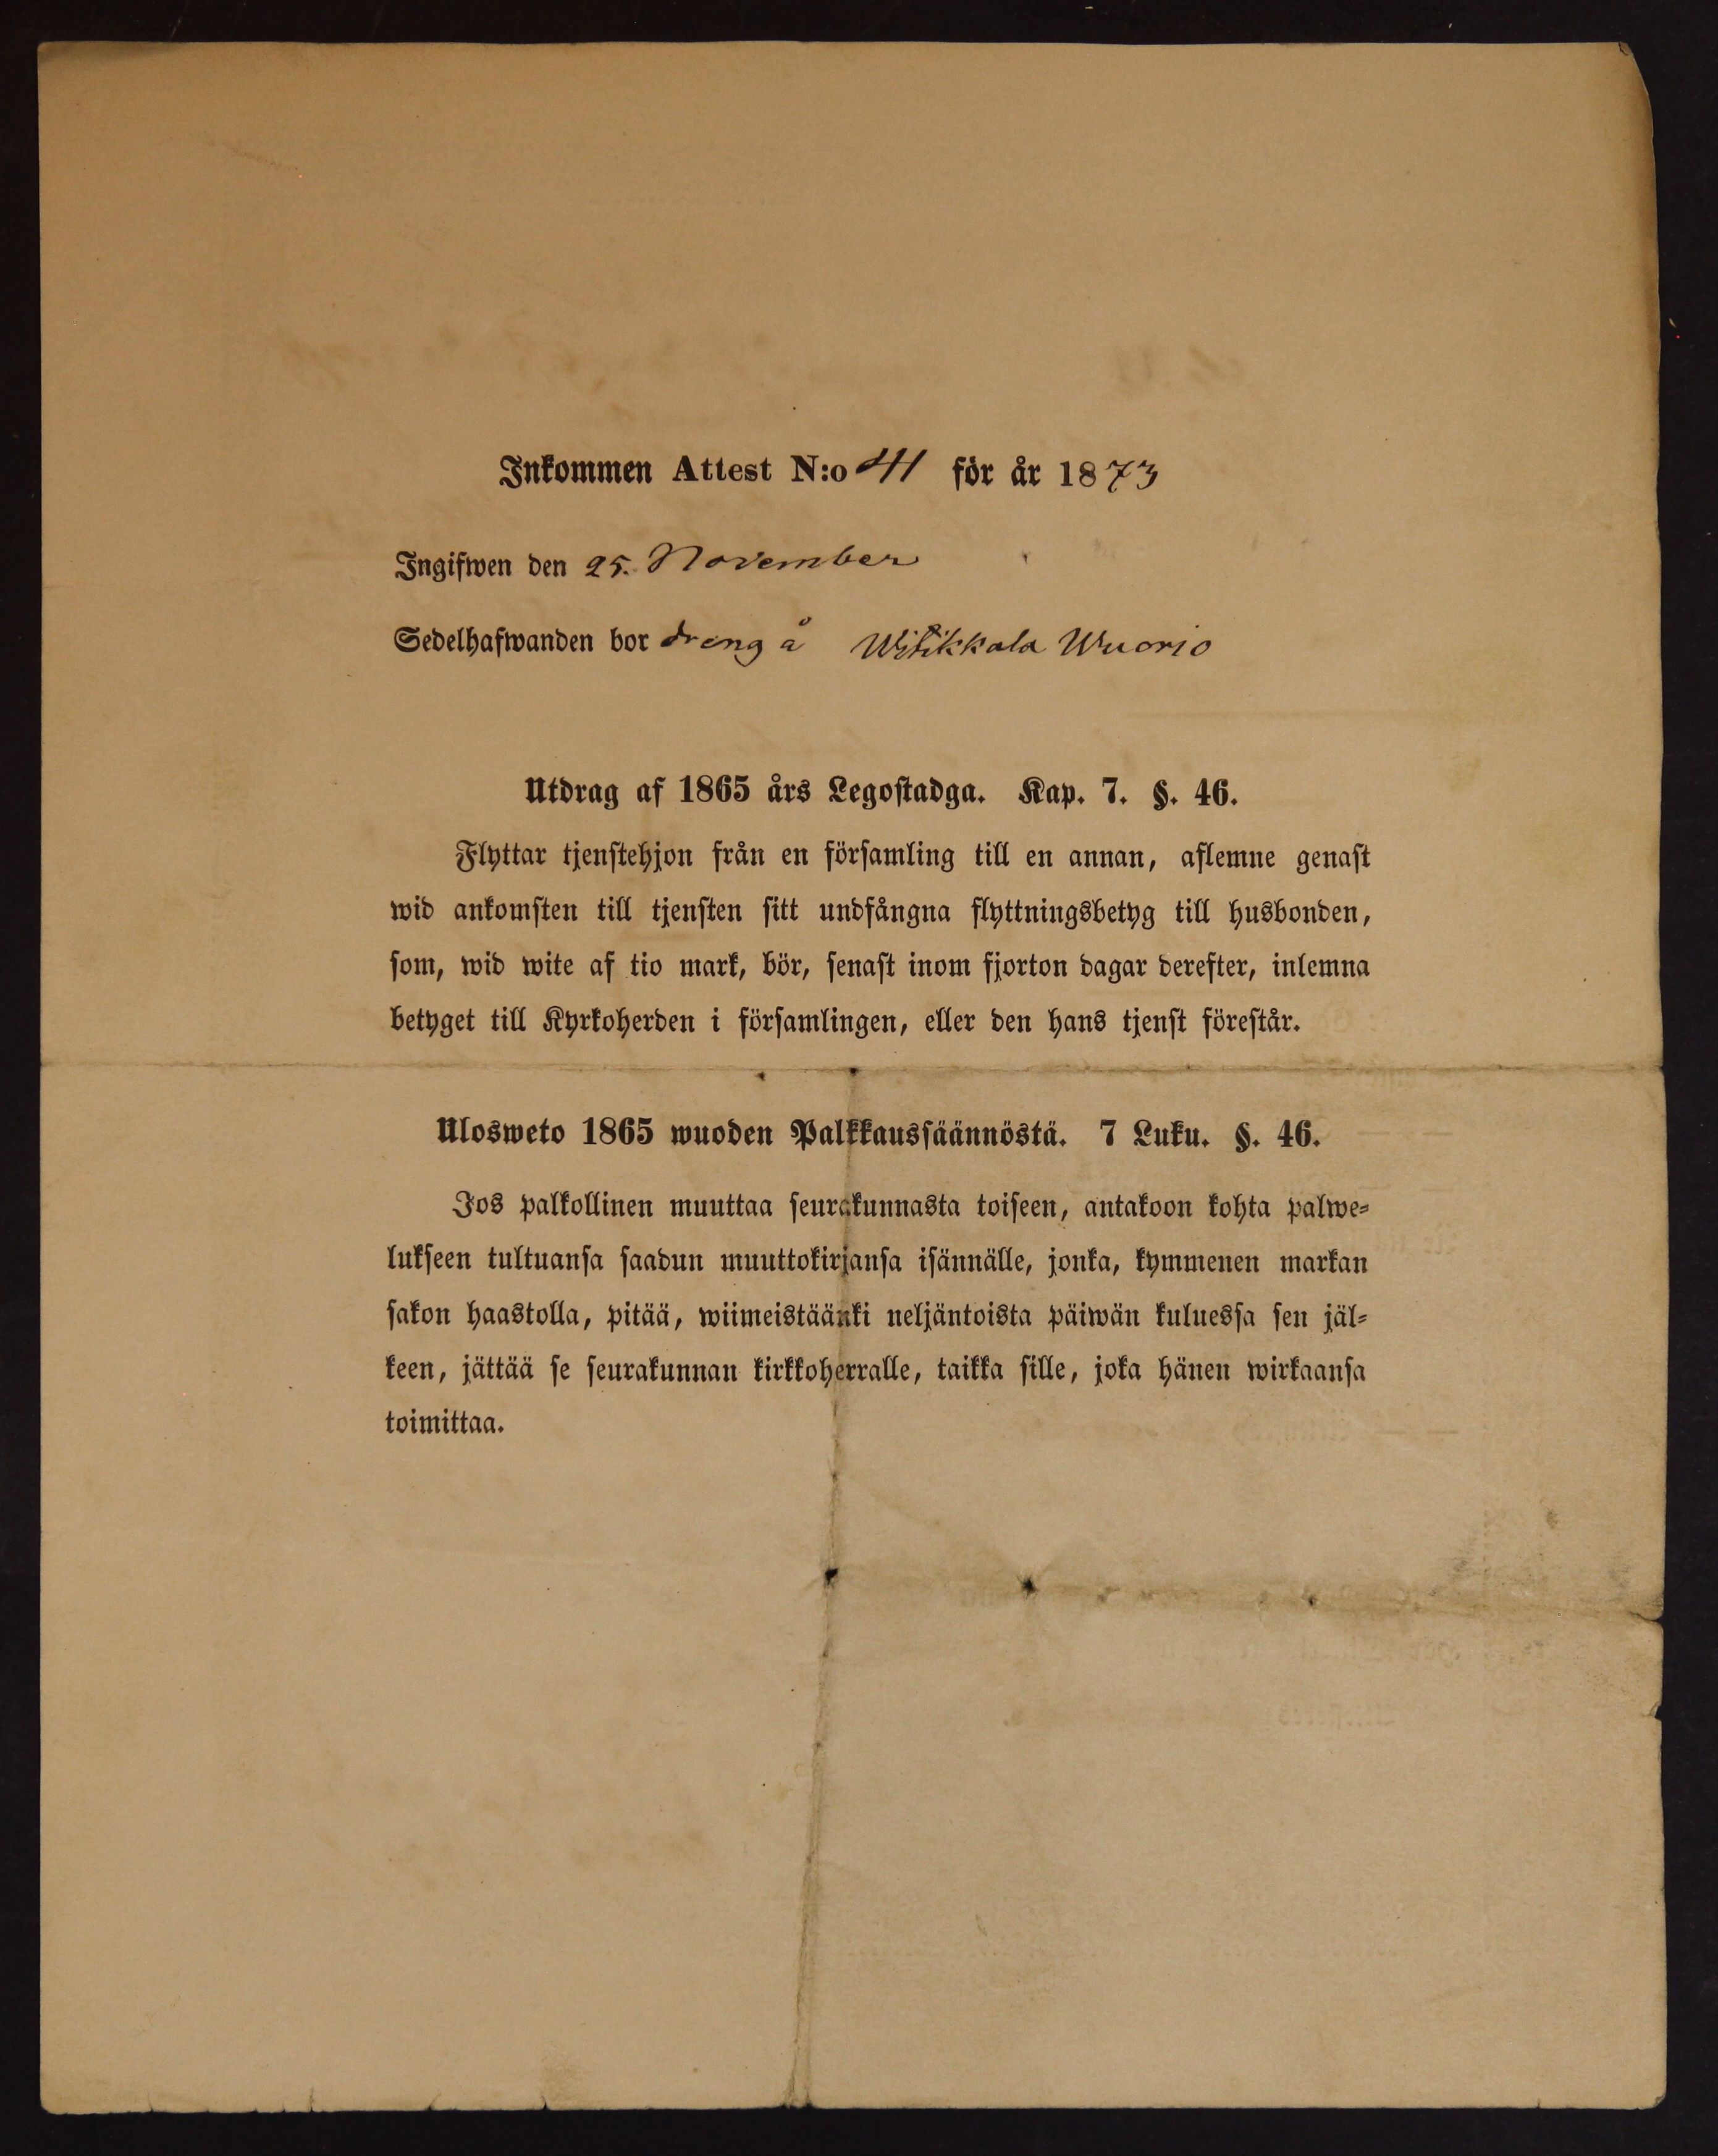 Inkommen Attest N:o 41 för år 1873
Ingifwen den 25. November
Sedelhafwanden bor dreng å Witikkala Wuorio
Utdrag af 1865 års Legostadga. Kap. 7. §. 46.
Flyttar tjenstehjon från en församling till en annan, aflemne genast
wid ankomsten till tjensten sitt undfångna flyttningsbetyg till husbonden,
som, wid wite af tio mark, bör, senast inom fjorton dagar derefter, inlemna
betyget till Kyrkoherden i församlingen, eller den hans tjenst förestår.
Ulosweto 1865 wuoden Palkkaussäännöstä. 7 Luku. §. 46.
Jos palkollinen muuttaa seurakunnasta toiseen, antakoon kohta palwe-
lukseen tultuansa saadun muuttokirjansa isännälle, jonka, kymmenen markan
sakon haastolla, pitää, wiimeistäänki neljäntoista päiwän kuluessa sen jäl-
keen, jättää se seurakunnan kirkkoherralle, taikka sille, joka hänen wirkaansa
toimittaa.